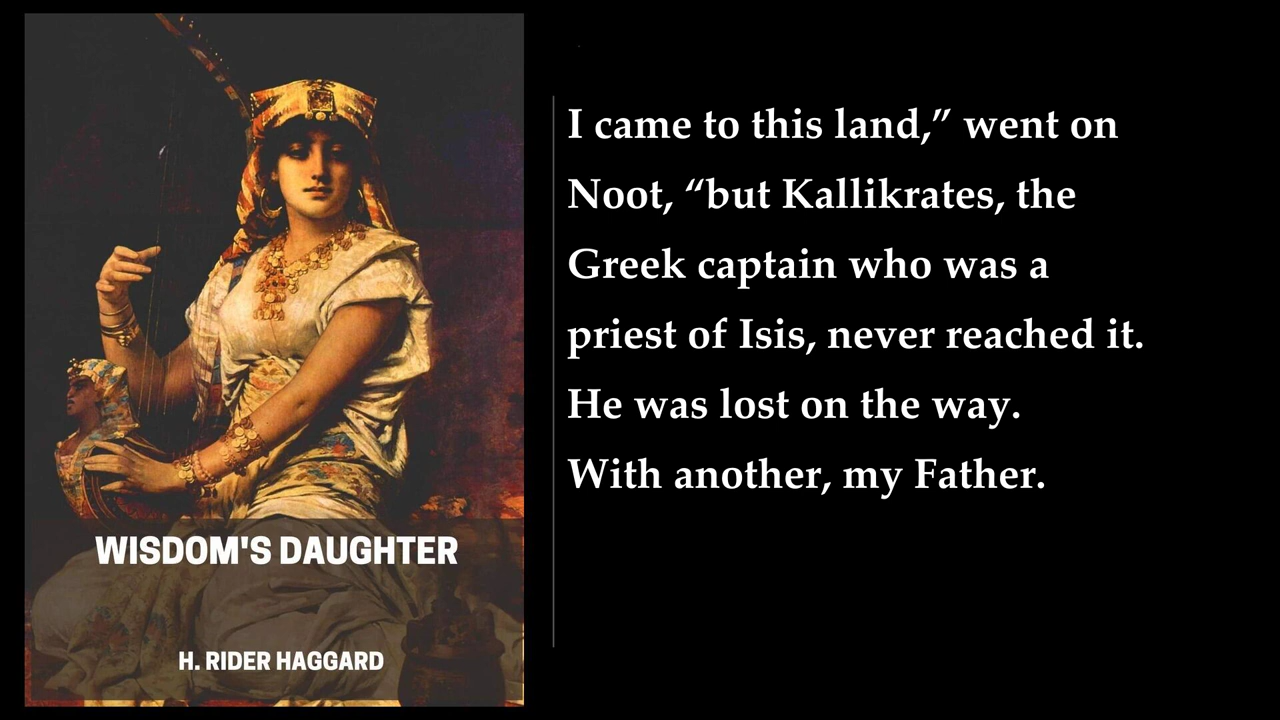 WISDOM'S DAUGHTER
H. RIDER HAGGARD
I came to this land,” went on
Noot, “but Kallikrates, the
Greek captain who was a
priest of Isis, never reached it.
He was lost on the way.
With another, my Father.